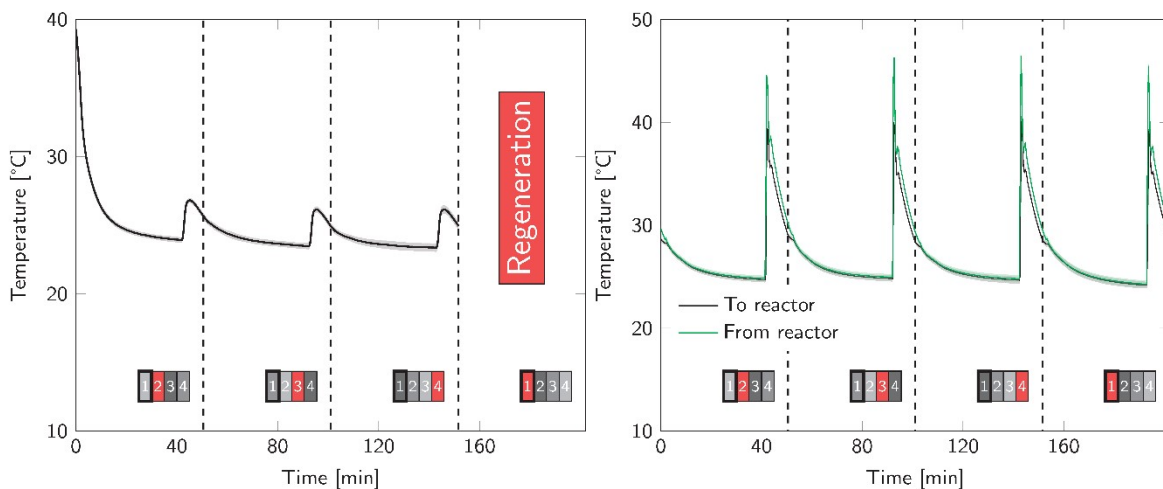 40
30
20
10
Temperature [°C]
Regeneration
1 2 3 4
1 2 3 4
1 2 3 4
1 2 3 4
0 40 80 120 160
Time [min]
50
40
30
20
10
Temperature [°C]
To reactor
From reactor
1 2 3 4
1 2 3 4
1 2 3 4
1 2 3 4
0 40 80 120 160
Time [min]